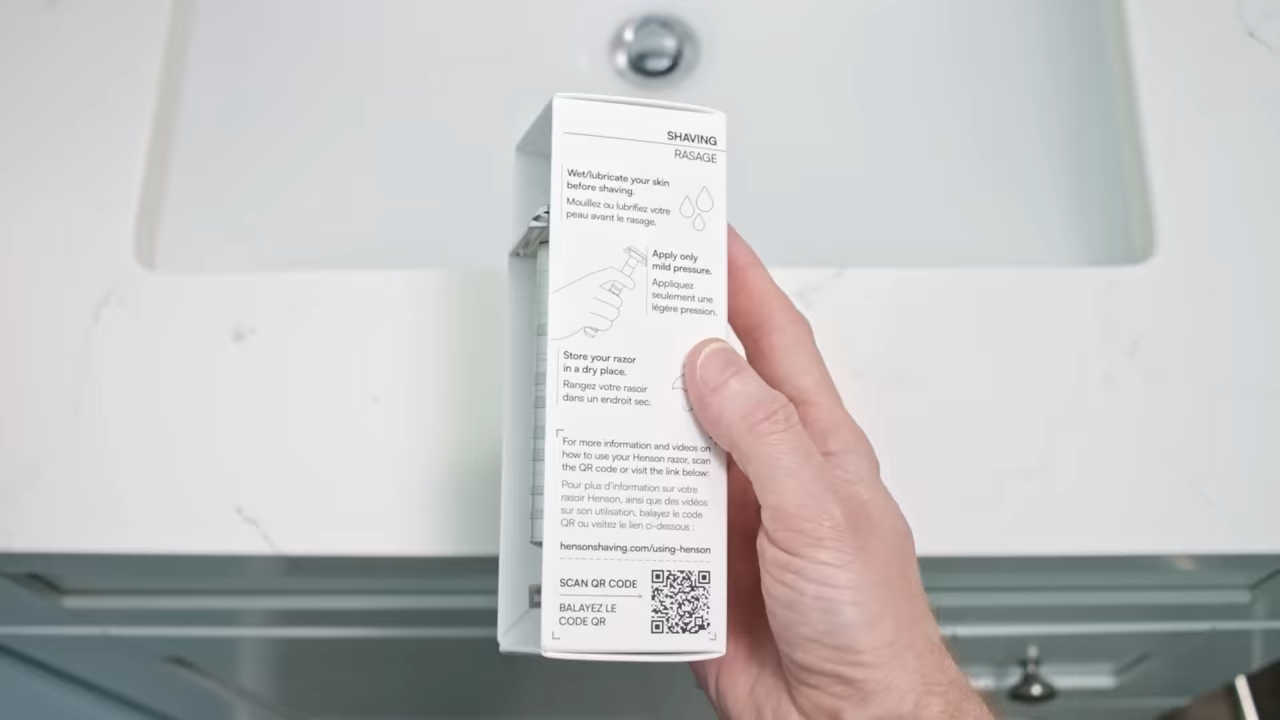 SHAVING
RASAGE
Wet/lubricate your skin
before shaving.
Mouillez ou lubrifiez votre
peau avant le rasage.
Apply only
mild pressure.
Appliquez
seulement une
légère pression.
Store your razor
in a dry place.
Rangez votre rasoir
dans un endroit sec.
For more information and videos on
how to use your Henson razor, scan
the QR code or visit the link below:
Pour plus d'information sur votre
rasoir Henson, ainsi que des vidéos
sur son utilisation, balayez le code
QR ou visitez le lien ci-dessous :
hensonshaving.com/using-henson
SCAN QR CODE
BALAYEZ LE
CODE QR